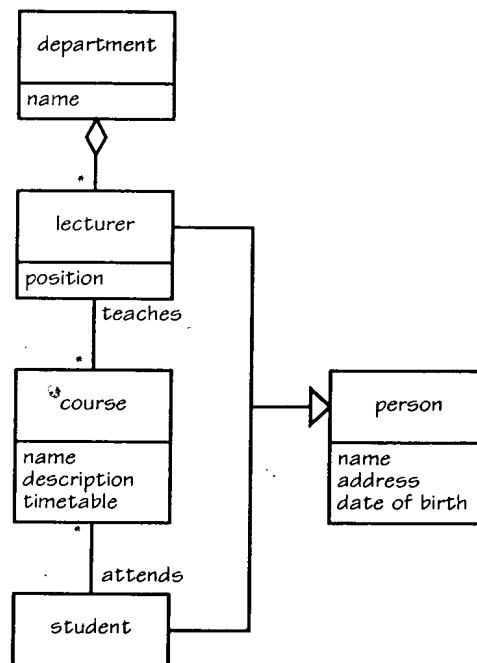 department
name
*
lecturer
position
teaches
*
course
name
description
timetable
*
attends
student
person
name
address
date of birth